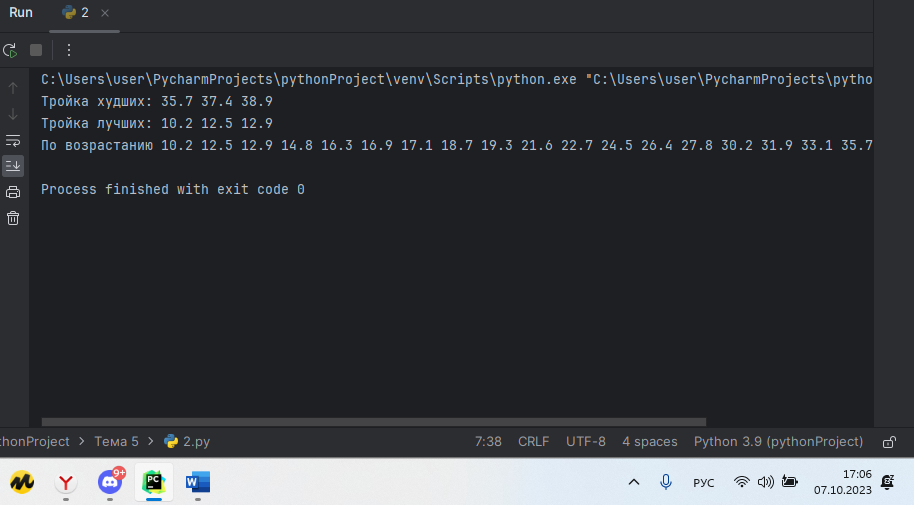 Run 2
C:\Users\user\PycharmProjects\pythonProject\venv\Scripts\python.exe "C:\Users\user\PycharmProjects\pytho
Тройка худших: 35.7 37.4 38.9
Тройка лучших: 10.2 12.5 12.9
По возрастанию 10.2 12.5 12.9 14.8 16.3 16.9 17.1 18.7 19.3 21.6 22.7 24.5 26.4 27.8 30.2 31.9 33.1 35.7
Process finished with exit code 0
thonProject > Тема 5 > 2.py 7:38 CRLF UTF-8 4 spaces Python 3.9 (pythonProject)
9+ PC W РУС 17:06
07.10.2023